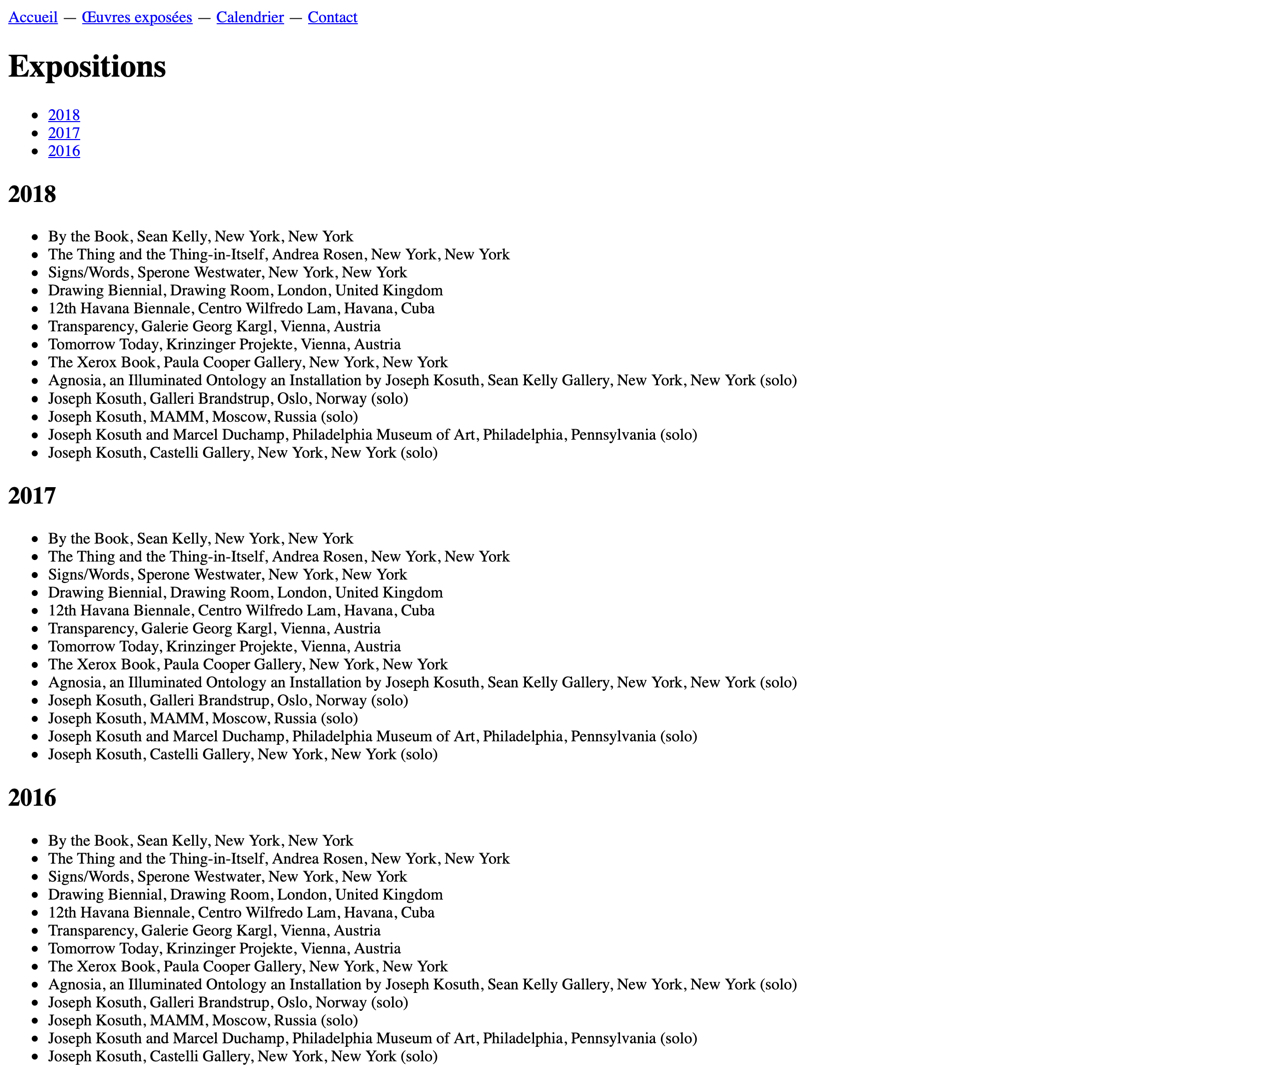 Accueil — Œuvres exposées — Calendrier — Contact
Expositions
2018
2017
2016
2018
By the Book, Sean Kelly, New York, New York
The Thing and the Thing-in-Itself, Andrea Rosen, New York, New York
Signs/Words, Sperone Westwater, New York, New York
Drawing Biennial, Drawing Room, London, United Kingdom
12th Havana Biennale, Centro Wilfredo Lam, Havana, Cuba
Transparency, Galerie Georg Kargl, Vienna, Austria
Tomorrow Today, Krinzinger Projekte, Vienna, Austria
The Xerox Book, Paula Cooper Gallery, New York, New York
Agnosia, an Illuminated Ontology an Installation by Joseph Kosuth, Sean Kelly Gallery, New York, New York (solo)
Joseph Kosuth, Galleri Brandstrup, Oslo, Norway (solo)
Joseph Kosuth, MAMM, Moscow, Russia (solo)
Joseph Kosuth and Marcel Duchamp, Philadelphia Museum of Art, Philadelphia, Pennsylvania (solo)
Joseph Kosuth, Castelli Gallery, New York, New York (solo)
2017
By the Book, Sean Kelly, New York, New York
The Thing and the Thing-in-Itself, Andrea Rosen, New York, New York
Signs/Words, Sperone Westwater, New York, New York
Drawing Biennial, Drawing Room, London, United Kingdom
12th Havana Biennale, Centro Wilfredo Lam, Havana, Cuba
Transparency, Galerie Georg Kargl, Vienna, Austria
Tomorrow Today, Krinzinger Projekte, Vienna, Austria
The Xerox Book, Paula Cooper Gallery, New York, New York
Agnosia, an Illuminated Ontology an Installation by Joseph Kosuth, Sean Kelly Gallery, New York, New York (solo)
Joseph Kosuth, Galleri Brandstrup, Oslo, Norway (solo)
Joseph Kosuth, MAMM, Moscow, Russia (solo)
Joseph Kosuth and Marcel Duchamp, Philadelphia Museum of Art, Philadelphia, Pennsylvania (solo)
Joseph Kosuth, Castelli Gallery, New York, New York (solo)
2016
By the Book, Sean Kelly, New York, New York
The Thing and the Thing-in-Itself, Andrea Rosen, New York, New York
Signs/Words, Sperone Westwater, New York, New York
Drawing Biennial, Drawing Room, London, United Kingdom
12th Havana Biennale, Centro Wilfredo Lam, Havana, Cuba
Transparency, Galerie Georg Kargl, Vienna, Austria
Tomorrow Today, Krinzinger Projekte, Vienna, Austria
The Xerox Book, Paula Cooper Gallery, New York, New York
Agnosia, an Illuminated Ontology an Installation by Joseph Kosuth, Sean Kelly Gallery, New York, New York (solo)
Joseph Kosuth, Galleri Brandstrup, Oslo, Norway (solo)
Joseph Kosuth, MAMM, Moscow, Russia (solo)
Joseph Kosuth and Marcel Duchamp, Philadelphia Museum of Art, Philadelphia, Pennsylvania (solo)
Joseph Kosuth, Castelli Gallery, New York, New York (solo)